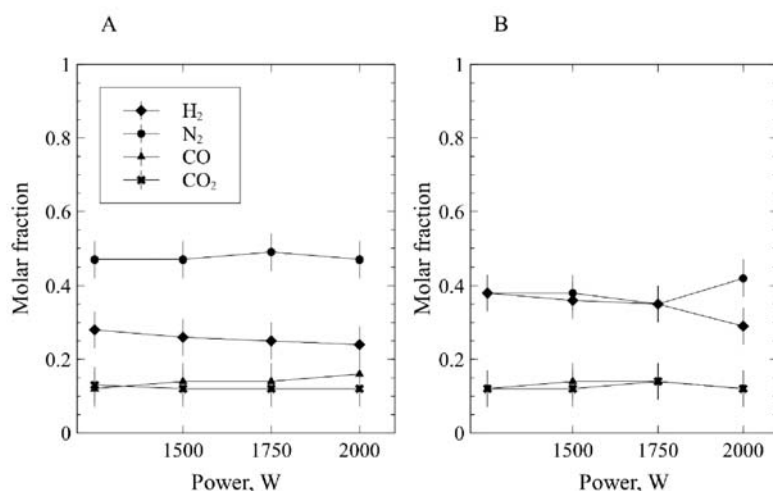 A
B
1
0.8
0.6
0.4
0.2
0
Molar fraction
H₂
N₂
CO
CO₂
1500 1750 2000
Power, W
1
0.8
0.6
0.4
0.2
0
Molar fraction
1500 1750 2000
Power, W